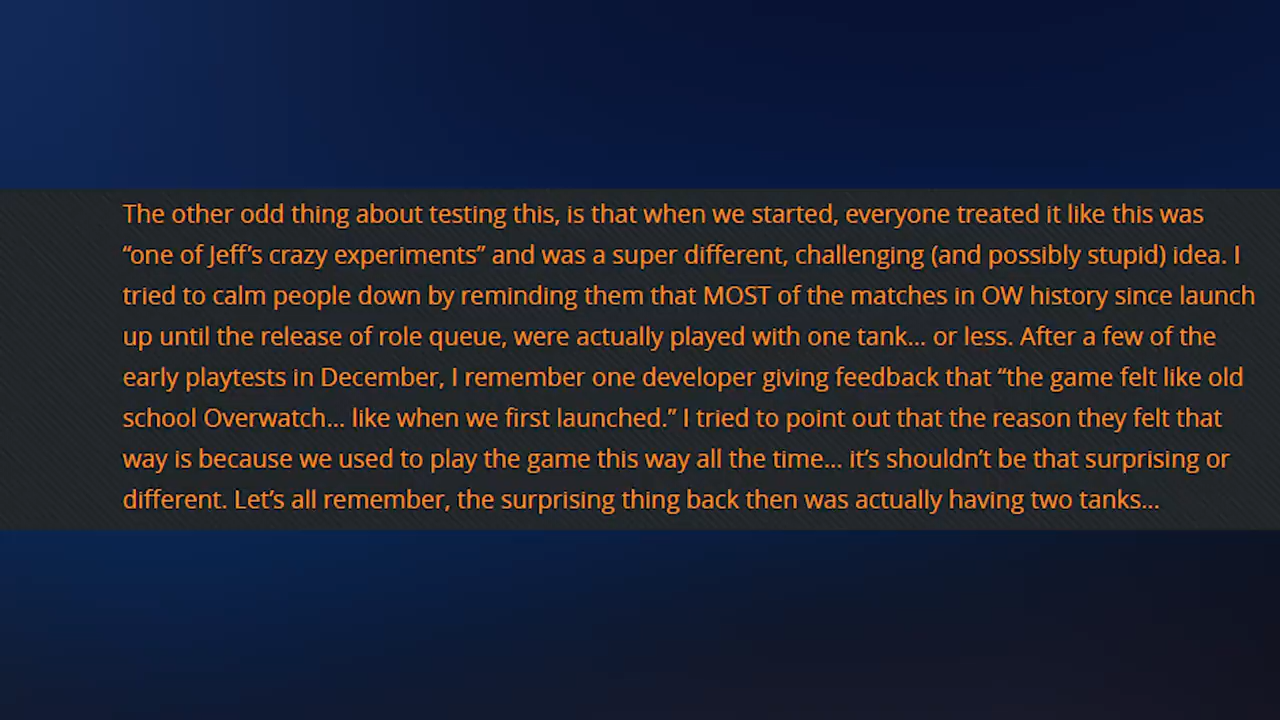 The other odd thing about testing this, is that when we started, everyone treated it like this was
“one of Jeff’s crazy experiments” and was a super different, challenging (and possibly stupid) idea. I
tried to calm people down by reminding them that MOST of the matches in OW history since launch
up until the release of role queue, were actually played with one tank... or less. After a few of the
early playtests in December, I remember one developer giving feedback that “the game felt like old
school Overwatch... like when we first launched.” I tried to point out that the reason they felt that
way is because we used to play the game this way all the time... it’s shouldn’t be that surprising or
different. Let’s all remember, the surprising thing back then was actually having two tanks...